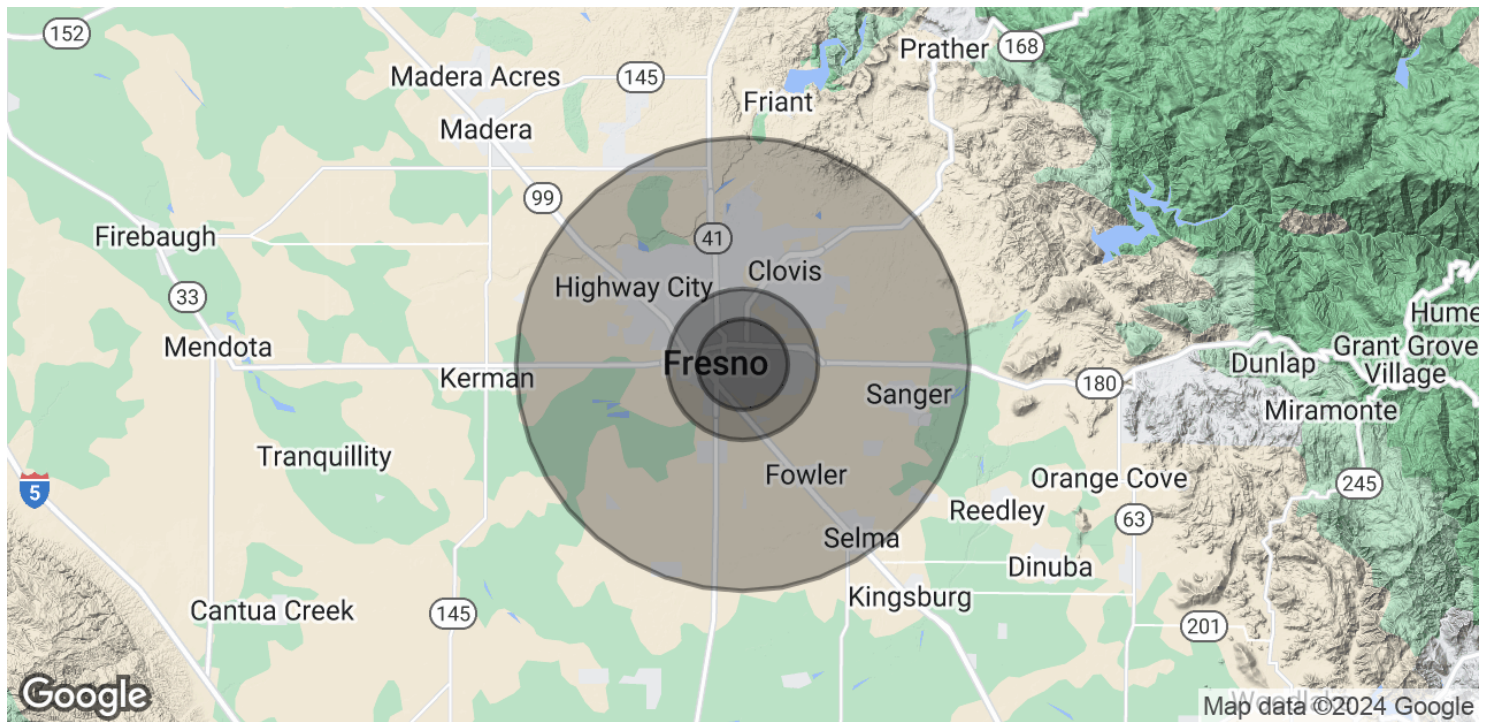 152
Prather
168
Madera Acres
145
Friant
Madera
99
Firebaugh
41
Clovis
Highway City
33
Hume
Mendota
Fresno
Grant Grove
Village
Dunlap
Kerman
180
Sanger
Miramonte
Tranquillity
Fowler
Orange Cove
245
5
Reedley
63
Selma
Dinuba
Kingsburg
Cantua Creek
145
201
Google
Woodlake
Map data ©2024 Google